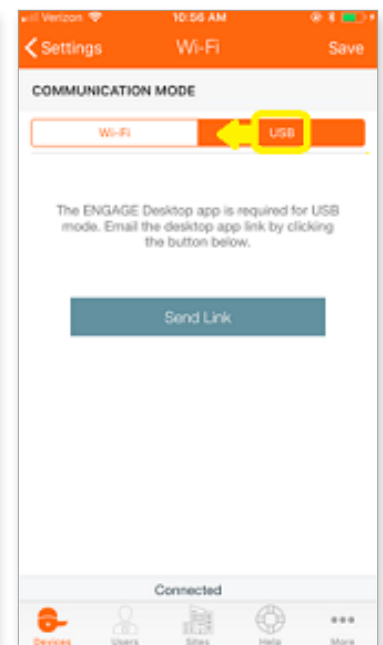 Verizon 10:56 AM
Settings Wi-Fi Save
COMMUNICATION MODE
Wi-Fi USB
The ENGAGE Desktop app is required for USB
mode. Email the desktop app link by clicking
the button below.
Send Link
Connected
Devices Users Sites Help More